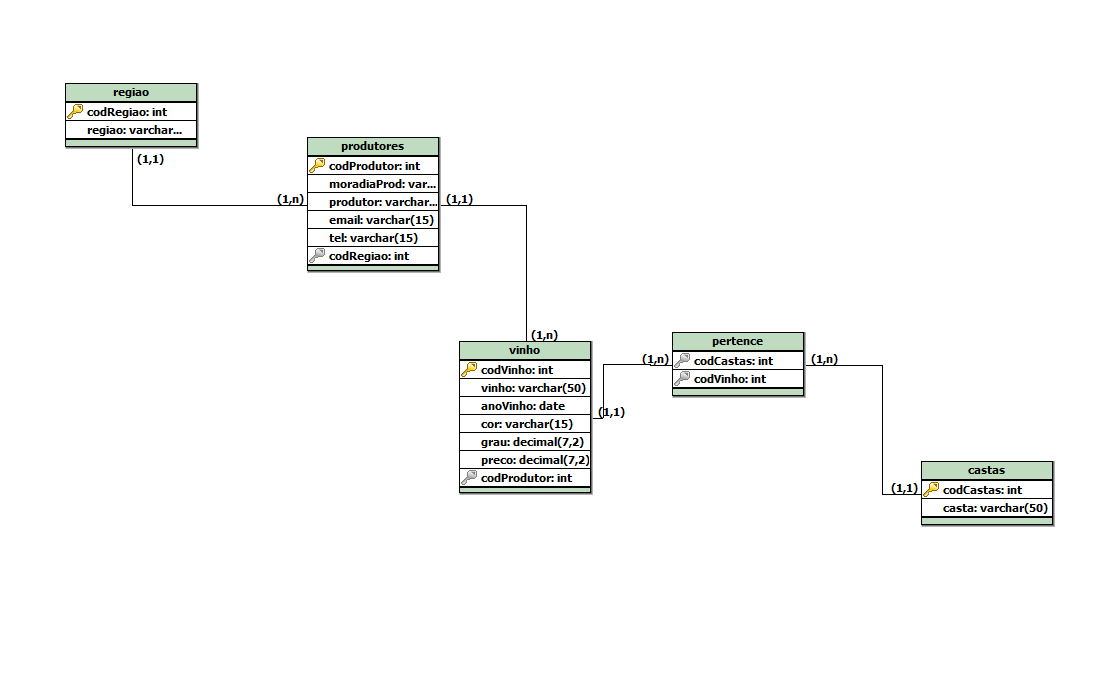 regiao
codRegiao: int
regiao: varchar...
(1,1)
(1,n)
produtores
codProdutor: int
moradiaProd: var...
produtor: varchar...
email: varchar(15)
tel: varchar(15)
codRegiao: int
(1,1)
(1,n)
vinho
codVinho: int
vinho: varchar(50)
anoVinho: date
cor: varchar(15)
grau: decimal(7,2)
preco: decimal(7,2)
codProdutor: int
(1,1)
(1,n)
pertence
codCastas: int
codVinho: int
(1,n)
(1,1)
castas
codCastas: int
casta: varchar(50)